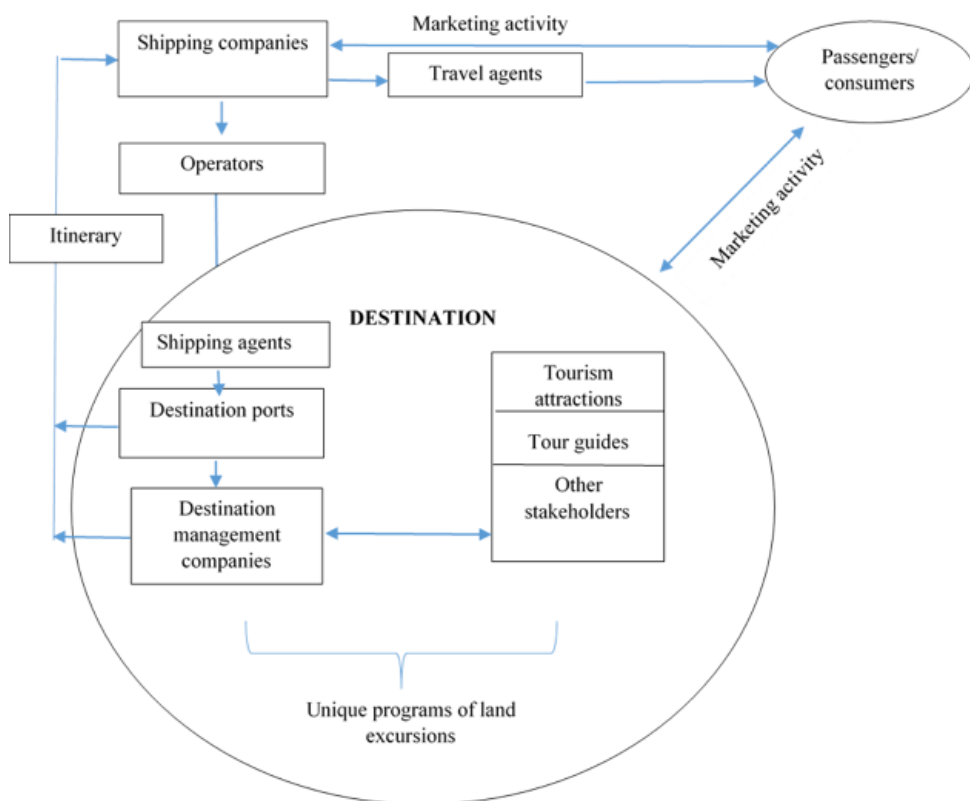 Marketing activity
Shipping companies
Travel agents
Passengers/
consumers
Operators
Marketing activity
Itinerary
DESTINATION
Shipping agents
Destination ports
Destination
management
companies
Tourism
attractions
Tour guides
Other
stakeholders
Unique programs of land
excursions